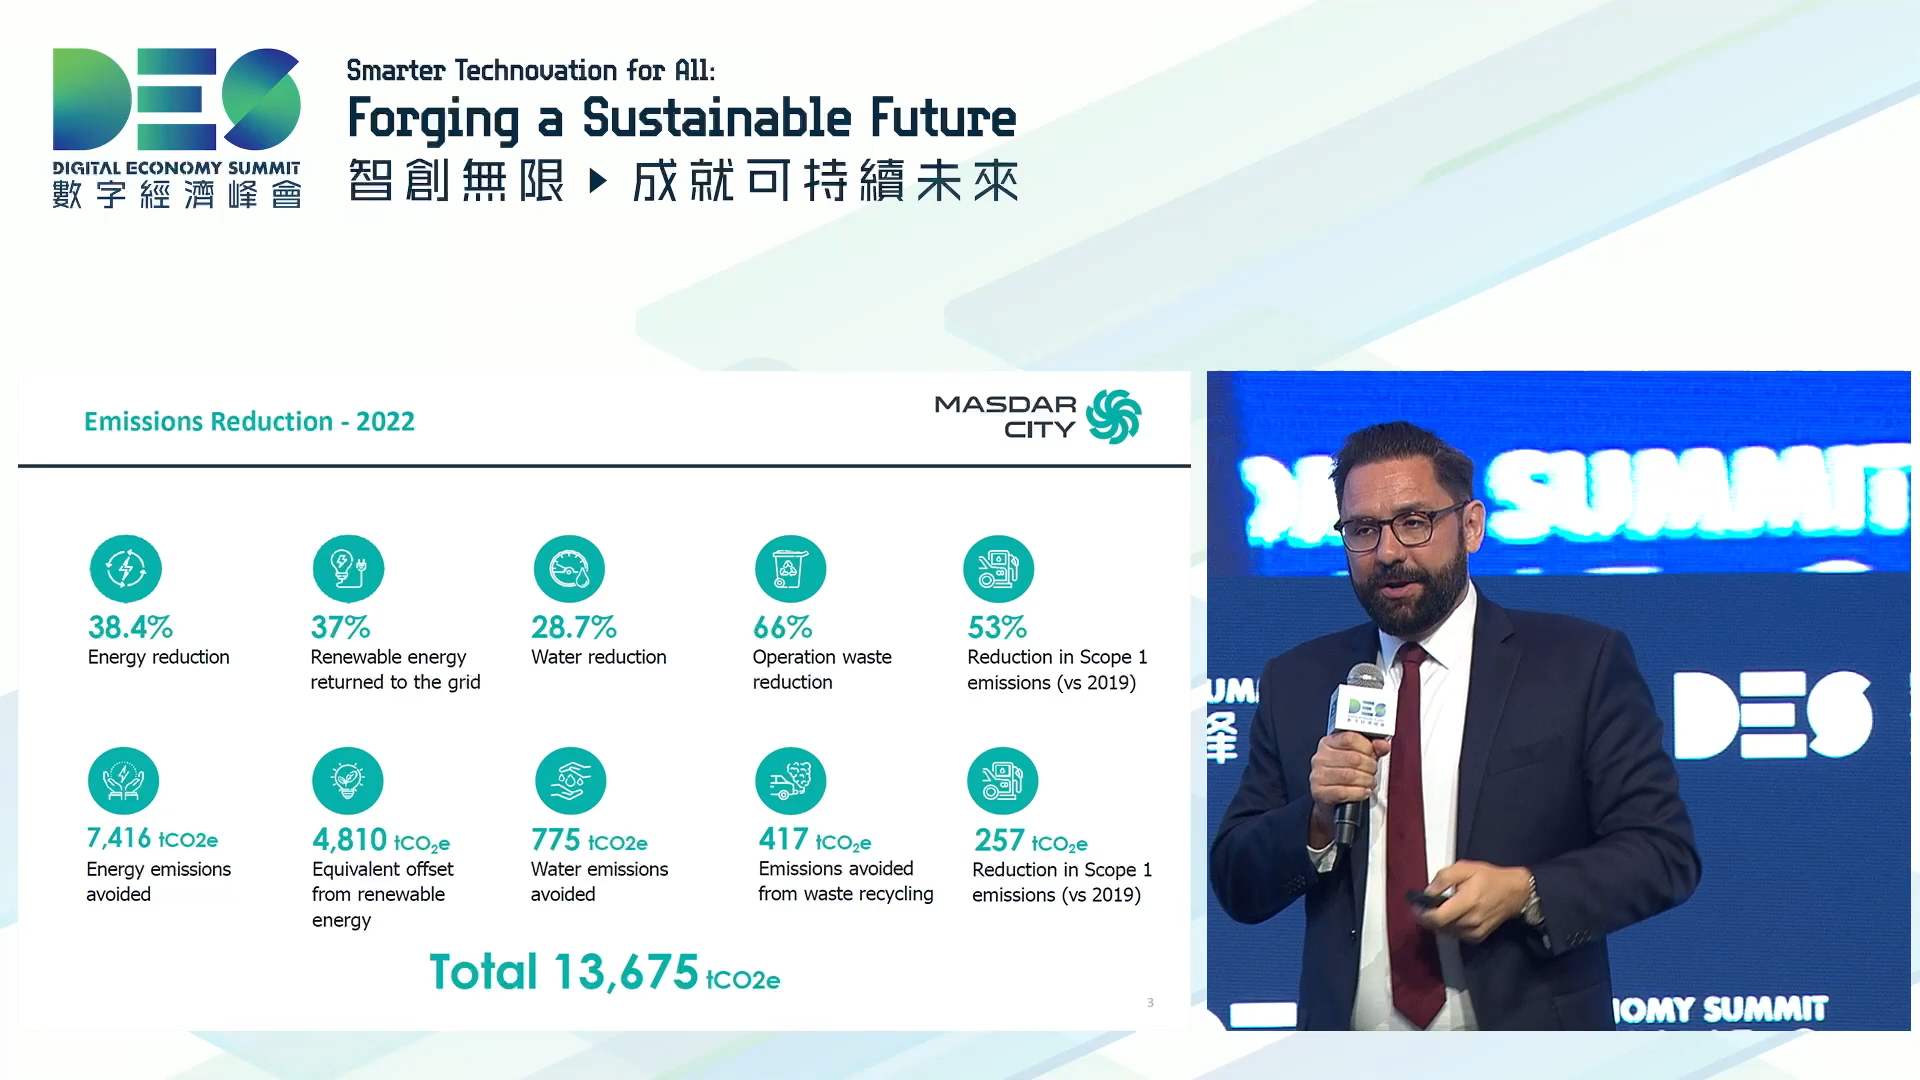 DES
DIGITAL ECONOMY SUMMIT
數字經濟峰會
Smarter Technovation for All:
Forging a Sustainable Future
智創無限▶成就可持續未來
Emissions Reduction - 2022
MASDAR
CITY
38.4%
Energy reduction
37%
Renewable energy
returned to the grid
28.7%
Water reduction
66%
Operation waste
reduction
53%
Reduction in Scope 1
emissions (vs 2019)
7,416 tCO2e
Energy emissions
avoided
4,810 tCO₂e
Equivalent offset
from renewable
energy
775 tCO2e
Water emissions
avoided
417 tCO₂e
Emissions avoided
from waste recycling
257 tCO₂e
Reduction in Scope 1
emissions (vs 2019)
Total 13,675 tCO2e
3
SUMMIT
DES
DES
OMY SUMMIT